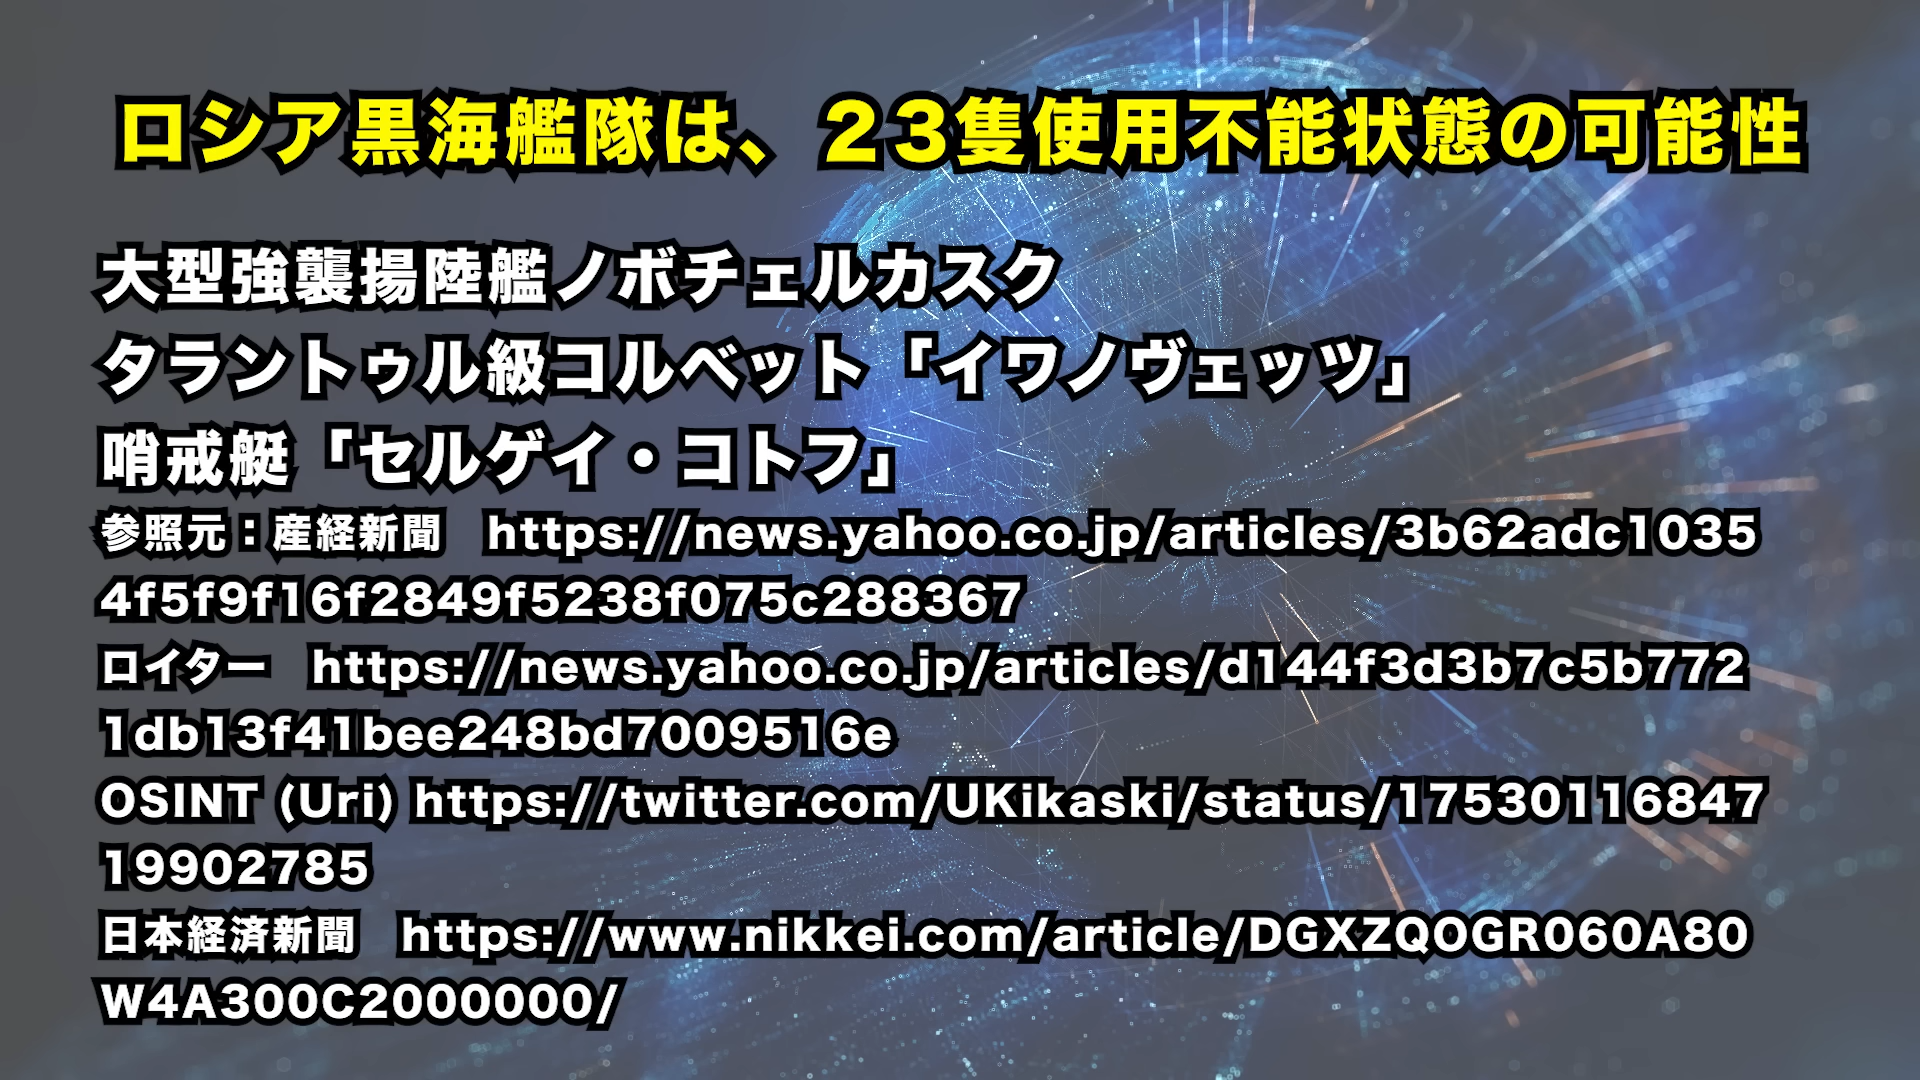 ロシア黒海艦隊は、２３隻使用不能状態の可能性
大型強襲揚陸艦ノボチェルカスク
タラントゥル級コルベット「イワノヴェッツ」
哨戒艇「セルゲイ・コトフ」
参照元：産経新聞　https://news.yahoo.co.jp/articles/3b62adc1035
4f5f9f16f2849f5238f075c288367
ロイター　https://news.yahoo.co.jp/articles/d144f3d3b7c5b772
1db13f41bee248bd7009516e
OSINT (Uri) https://twitter.com/UKikaski/status/17530116847
19902785
日本経済新聞　https://www.nikkei.com/article/DGXZQOGR060A80
W4A300C2000000/